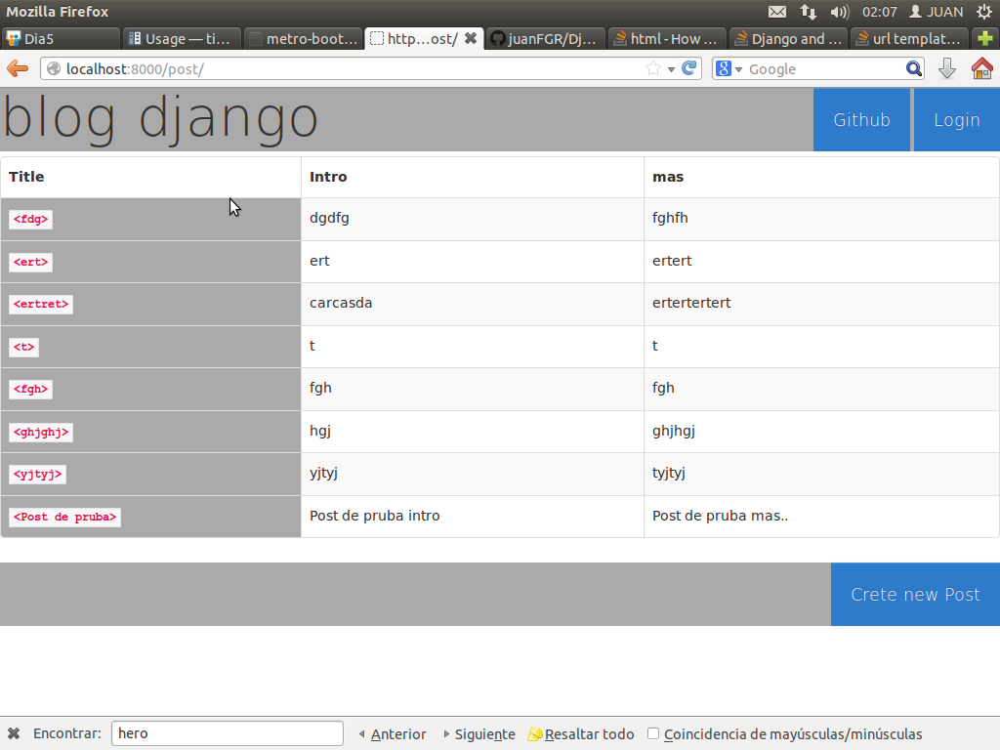 Mozilla Firefox 02:07 JUAN
Dia5 Usage — ti... metro-boot... http...ost/ juanFGR/Dj... html - How ... Django and ... url templat...
localhost:8000/post/ Google
blog django Github Login
Title Intro mas
<fdg> dgdfg fghfh
<ert> ert ertert
<ertret> carcasda ertertertert
<t> t t
<fgh> fgh fgh
<ghjghj> hgj ghjhgj
<yjtyj> yjtyj tyjtyj
<Post de pruba> Post de pruba intro Post de pruba mas..
Crete new Post
Encontrar: hero Anterior Siguiente Resaltar todo Coincidencia de mayúsculas/minúsculas